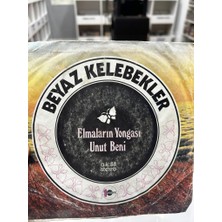 BEYAZ KELEBEKLER
Elmaların Yongası
Unut Beni